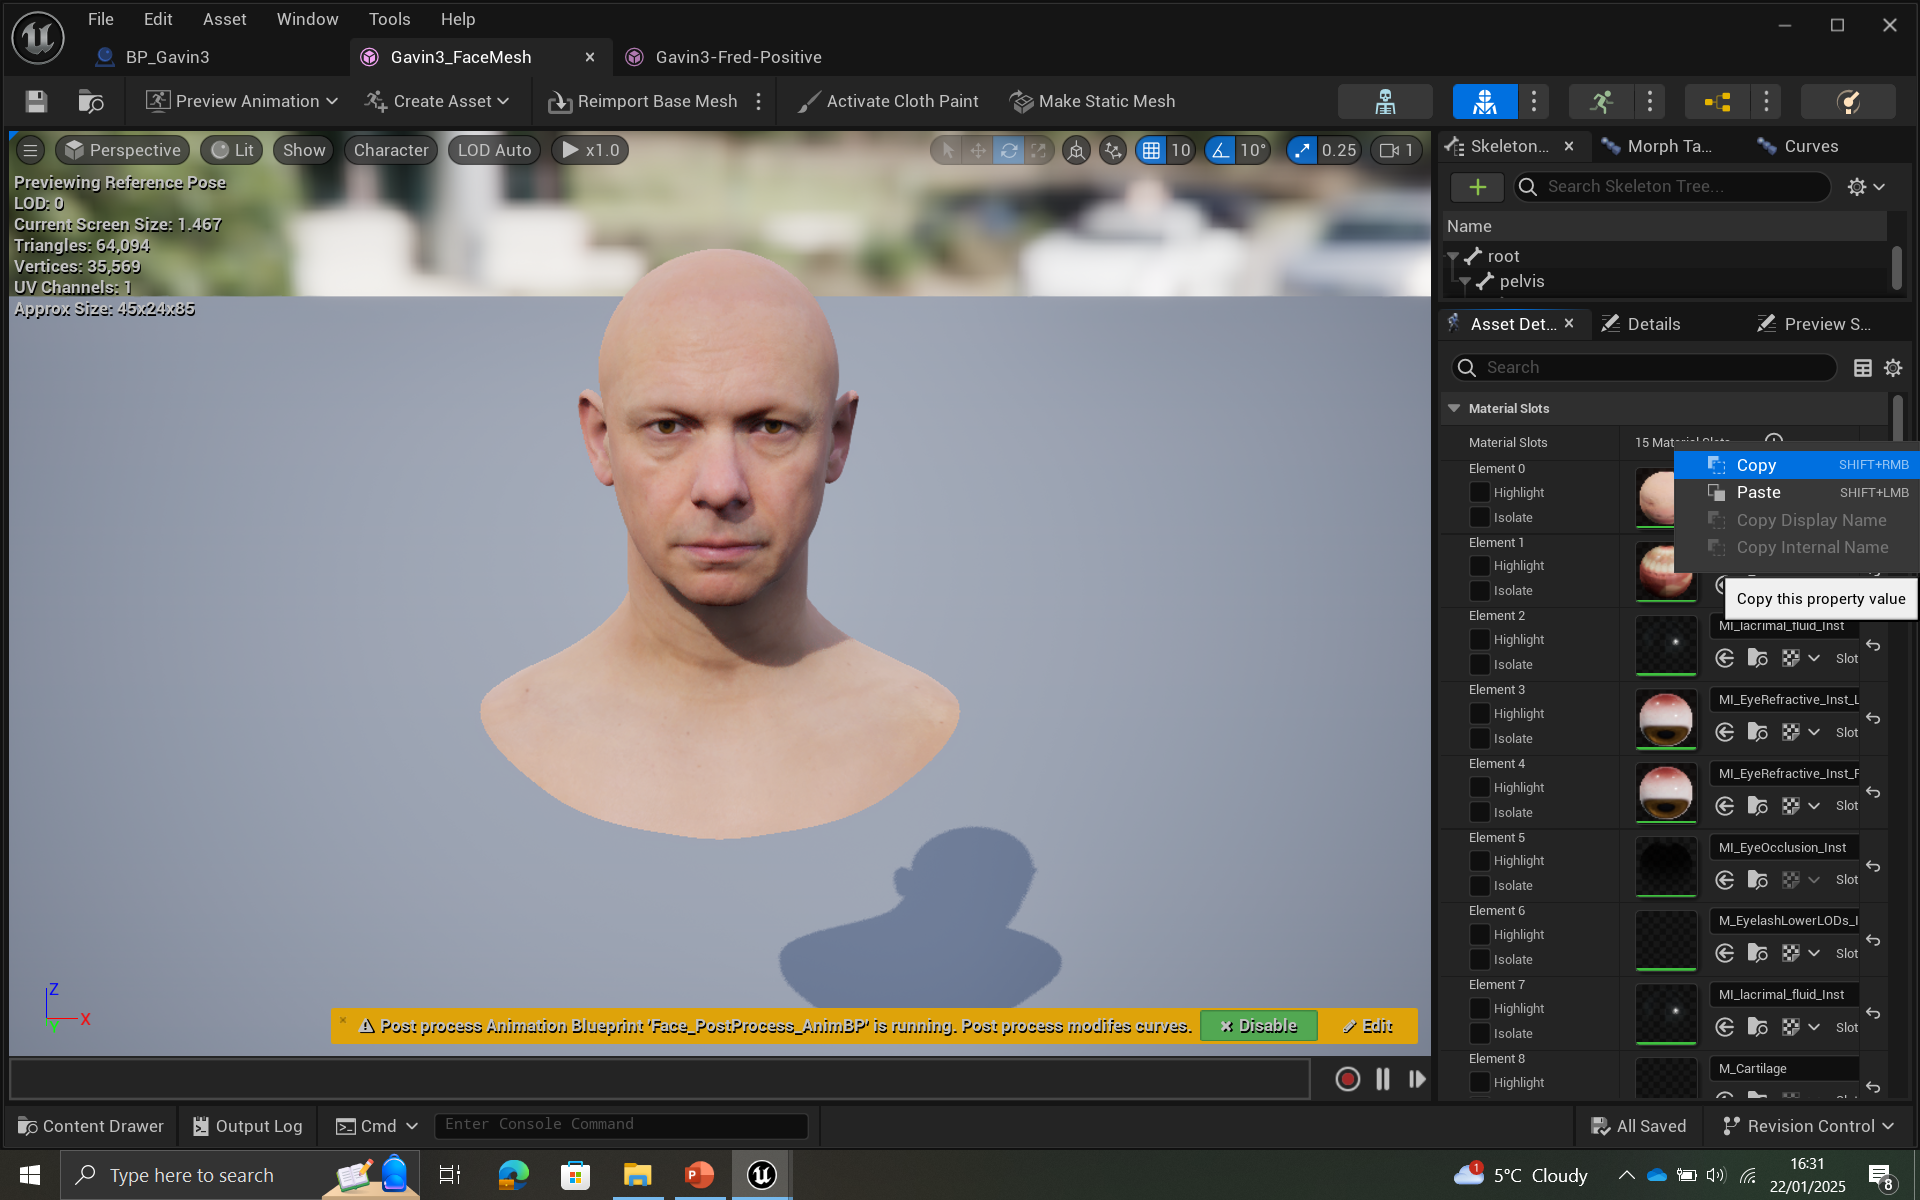 File Edit Asset Window Tools Help
BP_Gavin3 Gavin3_FaceMesh Gavin3-Fred-Positive
Preview Animation Create Asset Reimport Base Mesh Activate Cloth Paint Make Static Mesh
Perspective Lit Show Character LOD Auto x1.0 10 10° 0.25 1
Previewing Reference Pose
LOD: 0
Current Screen Size: 1.467
Triangles: 64,094
Vertices: 35,569
UV Channels: 1
Approx Size: 45x24x85
Z
X
Y
Post process Animation Blueprint 'Face_PostProcess_AnimBP' is running. Post process modifes curves. Disable Edit
Skeleton... Morph Ta... Curves
Search Skeleton Tree...
Name
root
pelvis
Asset Det... Details Preview S...
Search
Material Slots
Material Slots 15 Material Slots
Element 0
Highlight
Isolate
Copy SHIFT+RMB
Paste SHIFT+LMB
Copy Display Name
Copy Internal Name
Copy this property value
Element 1
Highlight
Isolate
Element 2 MI_lacrimal_fluid_Inst
Highlight
Isolate Slot
Element 3 MI_EyeRefractive_Inst_L
Highlight
Isolate Slot
Element 4 MI_EyeRefractive_Inst_R
Highlight
Isolate Slot
Element 5 MI_EyeOcclusion_Inst
Highlight
Isolate Slot
Element 6 M_EyelashLowerLODs_I
Highlight
Isolate Slot
Element 7 MI_lacrimal_fluid_Inst
Highlight
Isolate Slot
Element 8 M_Cartilage
Highlight
Content Drawer Output Log Cmd Enter Console Command All Saved Revision Control
Type here to search
1 5°C Cloudy
16:31
22/01/2025
8